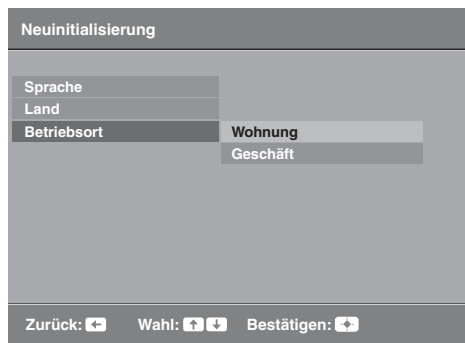 Neuinitialisierung
Sprache
Land
Betriebsort Wohnung
Geschäft
Zurück: Wahl: Bestätigen: